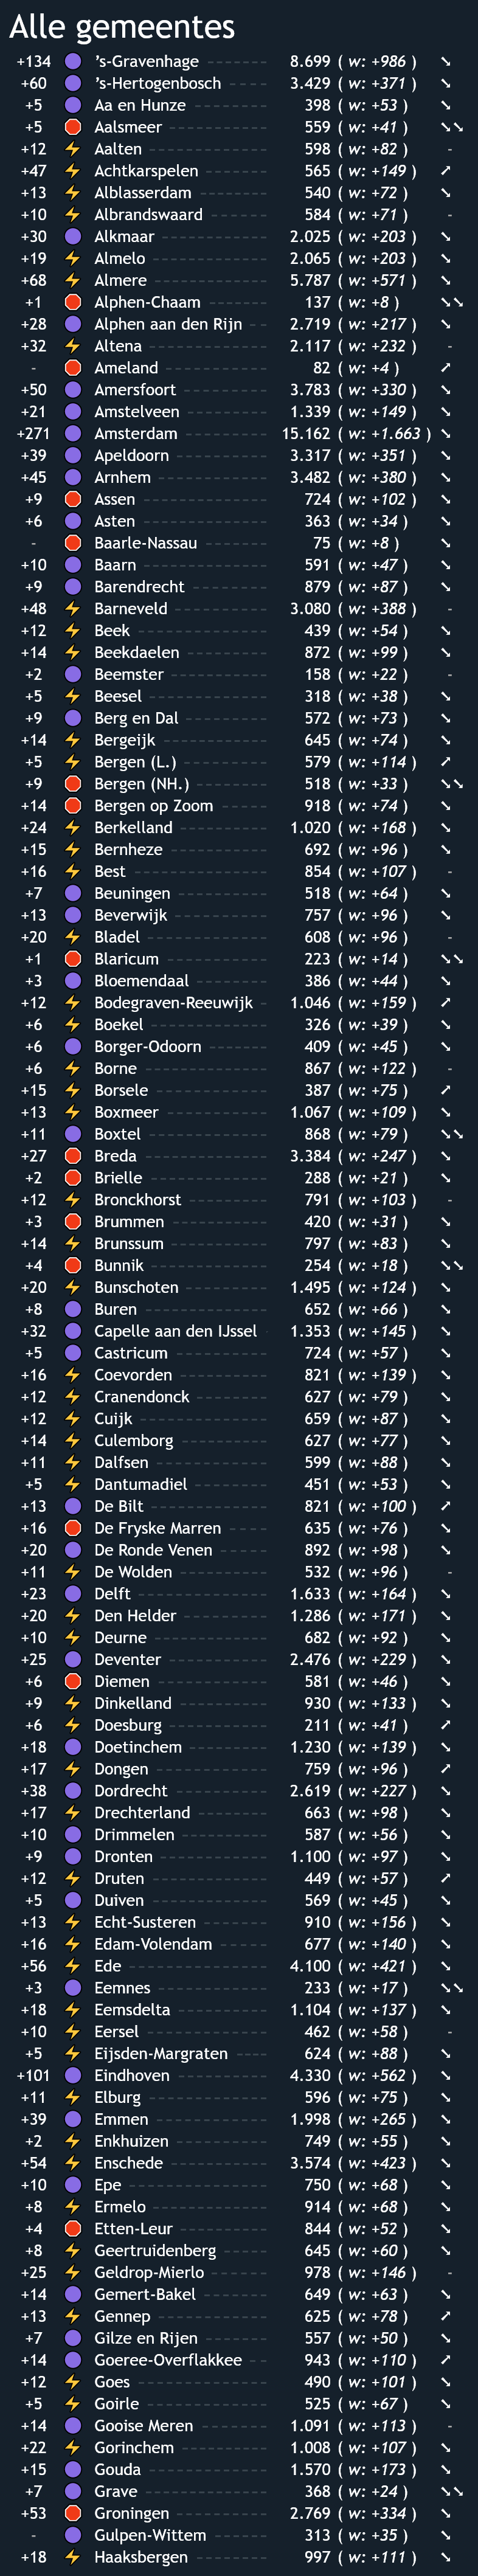 Alle gemeentes
+134 's-Gravenhage 8.699 ( w: +986 )
+60 's-Hertogenbosch 3.429 ( w: +371 )
+5 Aa en Hunze 398 ( w: +53 )
+5 Aalsmeer 559 ( w: +41 )
+12 Aalten 598 ( w: +82 ) -
+47 Achtkarspelen 565 ( w: +149 )
+13 Alblasserdam 540 ( w: +72 )
+10 Albrandswaard 584 ( w: +71 ) -
+30 Alkmaar 2.025 ( w: +203 )
+19 Almelo 2.065 ( w: +203 )
+68 Almere 5.787 ( w: +571 )
+1 Alphen-Chaam 137 ( w: +8 )
+28 Alphen aan den Rijn 2.719 ( w: +217 )
+32 Altena 2.117 ( w: +232 ) -
- Ameland 82 ( w: +4 )
+50 Amersfoort 3.783 ( w: +330 )
+21 Amstelveen 1.339 ( w: +149 )
+271 Amsterdam 15.162 ( w: +1.663 )
+39 Apeldoorn 3.317 ( w: +351 )
+45 Arnhem 3.482 ( w: +380 )
+9 Assen 724 ( w: +102 )
+6 Asten 363 ( w: +34 )
- Baarle-Nassau 75 ( w: +8 )
+10 Baarn 591 ( w: +47 )
+9 Barendrecht 879 ( w: +87 )
+48 Barneveld 3.080 ( w: +388 ) -
+12 Beek 439 ( w: +54 )
+14 Beekdaelen 872 ( w: +99 )
+2 Beemster 158 ( w: +22 ) -
+5 Beesel 318 ( w: +38 )
+9 Berg en Dal 572 ( w: +73 )
+14 Bergeijk 645 ( w: +74 )
+5 Bergen (L.) 579 ( w: +114 )
+9 Bergen (NH.) 518 ( w: +33 )
+14 Bergen op Zoom 918 ( w: +74 )
+24 Berkelland 1.020 ( w: +168 )
+15 Bernheze 692 ( w: +96 )
+16 Best 854 ( w: +107 ) -
+7 Beuningen 518 ( w: +64 )
+13 Beverwijk 757 ( w: +96 )
+20 Bladel 608 ( w: +96 ) -
+1 Blaricum 223 ( w: +14 )
+3 Bloemendaal 386 ( w: +44 )
+12 Bodegraven-Reeuwijk 1.046 ( w: +159 )
+6 Boekel 326 ( w: +39 )
+6 Borger-Odoorn 409 ( w: +45 )
+6 Borne 867 ( w: +122 ) -
+15 Borsele 387 ( w: +75 )
+13 Boxmeer 1.067 ( w: +109 )
+11 Boxtel 868 ( w: +79 )
+27 Breda 3.384 ( w: +247 )
+2 Brielle 288 ( w: +21 )
+12 Bronckhorst 791 ( w: +103 ) -
+3 Brummen 420 ( w: +31 )
+14 Brunssum 797 ( w: +83 )
+4 Bunnik 254 ( w: +18 )
+20 Bunschoten 1.495 ( w: +124 )
+8 Buren 652 ( w: +66 )
+32 Capelle aan den IJssel 1.353 ( w: +145 )
+5 Castricum 724 ( w: +57 )
+16 Coevorden 821 ( w: +139 )
+12 Cranendonck 627 ( w: +79 )
+12 Cuijk 659 ( w: +87 )
+14 Culemborg 627 ( w: +77 )
+11 Dalfsen 599 ( w: +88 )
+5 Dantumadiel 451 ( w: +53 )
+13 De Bilt 821 ( w: +100 )
+16 De Fryske Marren 635 ( w: +76 )
+20 De Ronde Venen 892 ( w: +98 )
+11 De Wolden 532 ( w: +96 ) -
+23 Delft 1.633 ( w: +164 )
+20 Den Helder 1.286 ( w: +171 )
+10 Deurne 682 ( w: +92 )
+25 Deventer 2.476 ( w: +229 )
+6 Diemen 581 ( w: +46 )
+9 Dinkelland 930 ( w: +133 )
+6 Doesburg 211 ( w: +41 )
+18 Doetinchem 1.230 ( w: +139 )
+17 Dongen 759 ( w: +96 )
+38 Dordrecht 2.619 ( w: +227 )
+17 Drechterland 663 ( w: +98 )
+10 Drimmelen 587 ( w: +56 )
+9 Dronten 1.100 ( w: +97 )
+12 Druten 449 ( w: +57 )
+5 Duiven 569 ( w: +45 )
+13 Echt-Susteren 910 ( w: +156 )
+16 Edam-Volendam 677 ( w: +140 )
+56 Ede 4.100 ( w: +421 )
+3 Eemnes 233 ( w: +17 )
+18 Eemsdelta 1.104 ( w: +137 )
+10 Eersel 462 ( w: +58 ) -
+5 Eijsden-Margraten 624 ( w: +88 )
+101 Eindhoven 4.330 ( w: +562 )
+11 Elburg 596 ( w: +75 )
+39 Emmen 1.998 ( w: +265 )
+2 Enkhuizen 749 ( w: +55 )
+54 Enschede 3.574 ( w: +423 )
+10 Epe 750 ( w: +68 )
+8 Ermelo 914 ( w: +68 )
+4 Etten-Leur 844 ( w: +52 )
+8 Geertruidenberg 645 ( w: +60 )
+25 Geldrop-Mierlo 978 ( w: +146 ) -
+14 Gemert-Bakel 649 ( w: +63 )
+13 Gennep 625 ( w: +78 )
+7 Gilze en Rijen 557 ( w: +50 )
+14 Goeree-Overflakkee 943 ( w: +110 )
+12 Goes 490 ( w: +101 )
+5 Goirle 525 ( w: +67 )
+14 Gooise Meren 1.091 ( w: +113 ) -
+22 Gorinchem 1.008 ( w: +107 )
+15 Gouda 1.570 ( w: +173 )
+7 Grave 368 ( w: +24 )
+53 Groningen 2.769 ( w: +334 )
- Gulpen-Wittem 313 ( w: +35 )
+18 Haaksbergen 997 ( w: +111 )